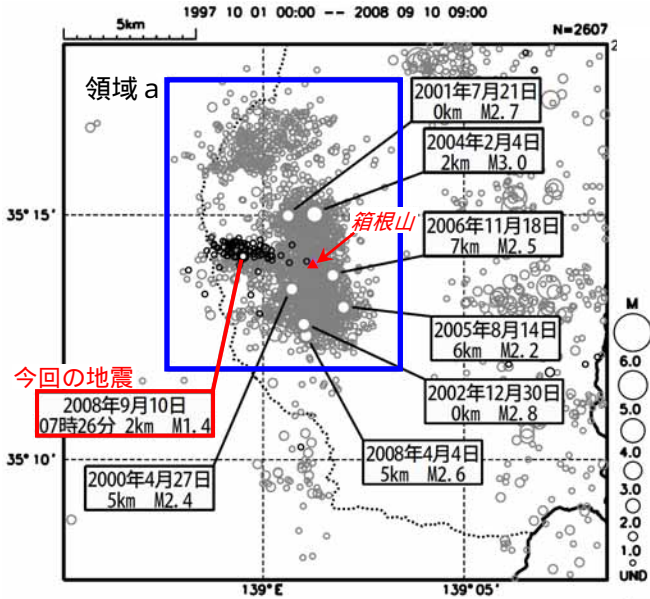 1997 10 01 00:00 -- 2008 09 10 09:00
5km
N=2607
領域a
2001年7月21日
0km M2.7
2004年2月4日
2km M3.0
35°15'
箱根山
2006年11月18日
7km M2.5
2005年8月14日
6km M2.2
今回の地震
2008年9月10日
07時26分 2km M1.4
2002年12月30日
0km M2.8
2008年4月4日
5km M2.6
35°10'
2000年4月27日
5km M2.4
M
6.0
5.0
4.0
3.0
2.0
1.0
UND
139°E
139°05'